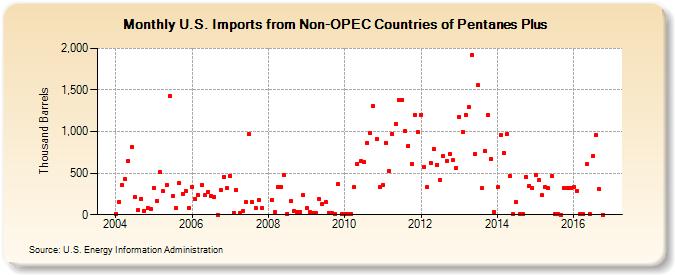 Monthly U.S. Imports from Non-OPEC Countries of Pentanes Plus
Thousand Barrels
2,000
1,500
1,000
500
0
2004 2006 2008 2010 2012 2014 2016
Source: U.S. Energy Information Administration